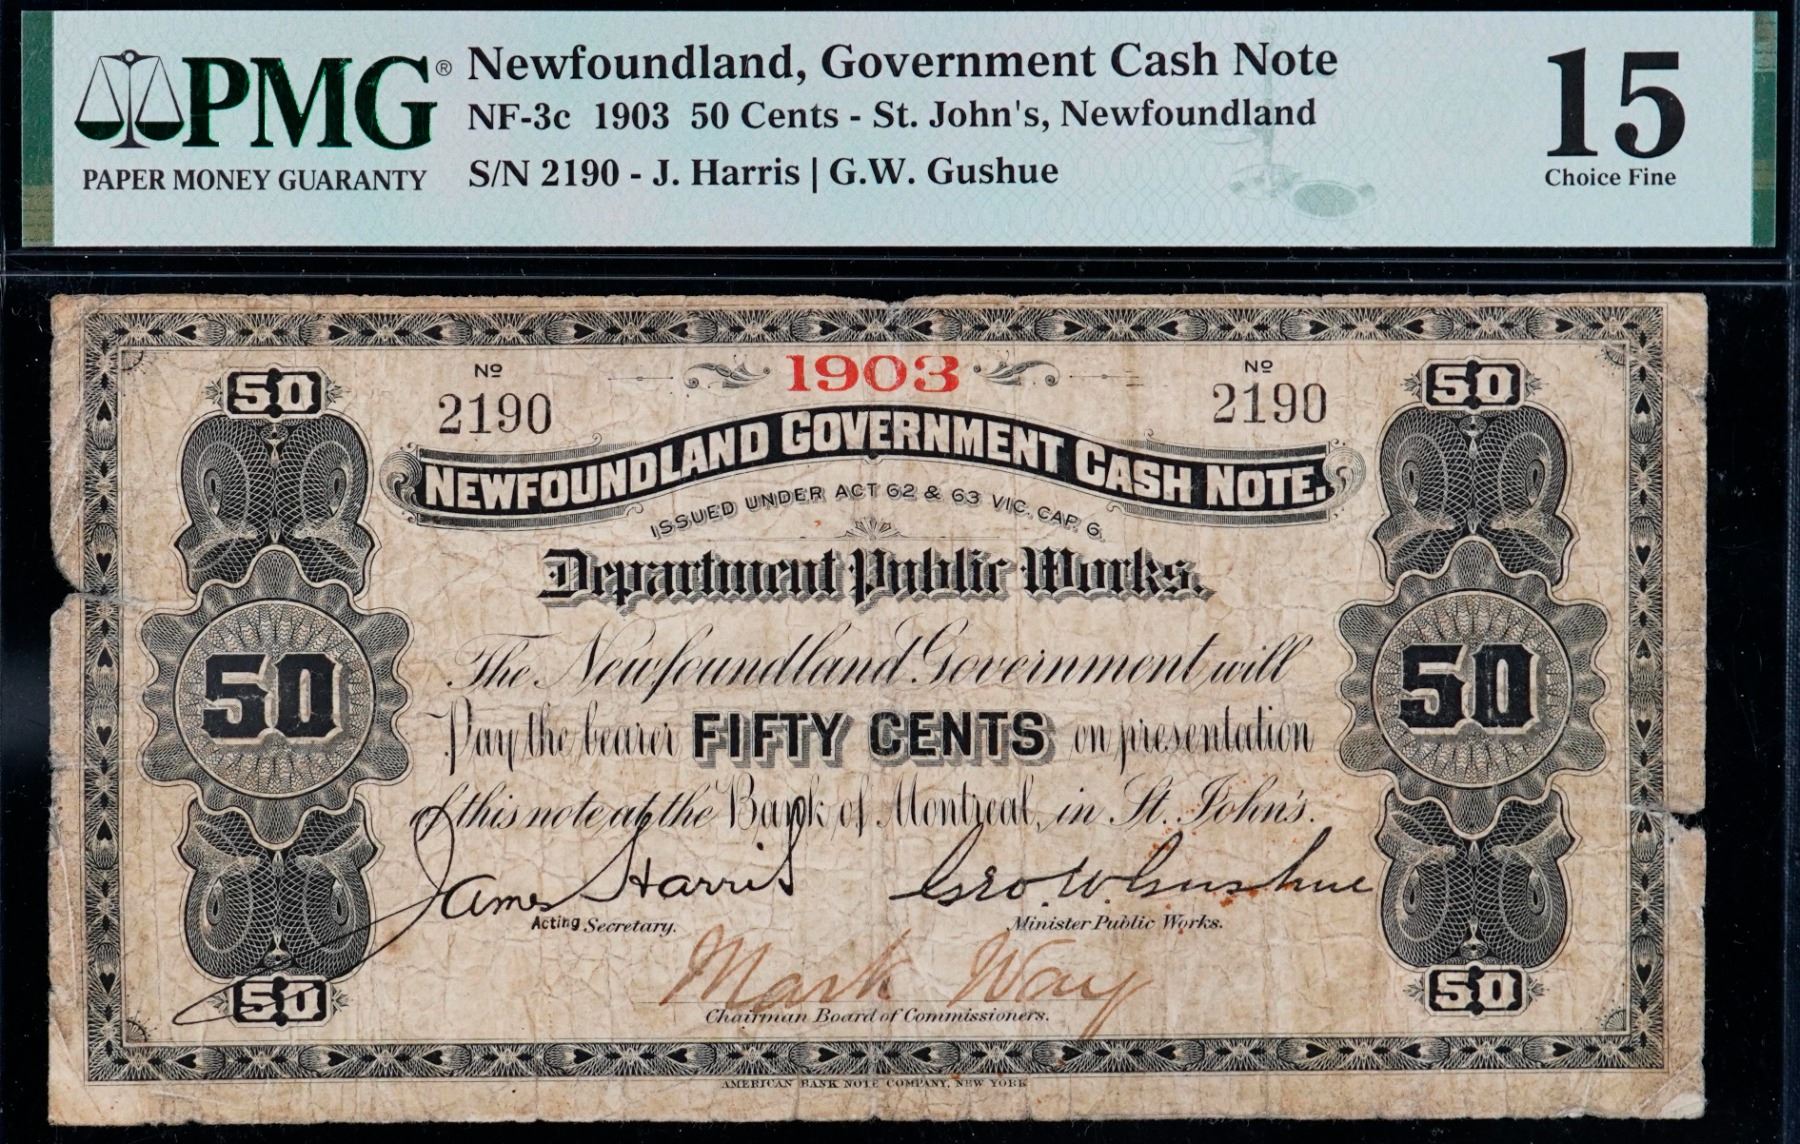 PMG®
PAPER MONEY GUARANTY
Newfoundland, Government Cash Note
NF-3c 1903 50 Cents - St. John's, Newfoundland
S/N 2190 - J. Harris | G.W. Gushue
15
Choice Fine
50
50
Nº
2190
1903
Nº
2190
NEWFOUNDLAND GOVERNMENT CASH NOTE.
ISSUED UNDER ACT 62 & 63 VIC. CAP. 6.
Department Public Works.
The Newfoundland Government will
Pay the bearer FIFTY CENTS on presentation
of this note at the Bank of Montreal, in St. John's.
50
50
James Harris
Acting Secretary.
Geo. W Gushue
Minister Public Works.
Mark Way
Chairman Board of Commissioners.
50
50
AMERICAN BANK NOTE COMPANY, NEW YORK